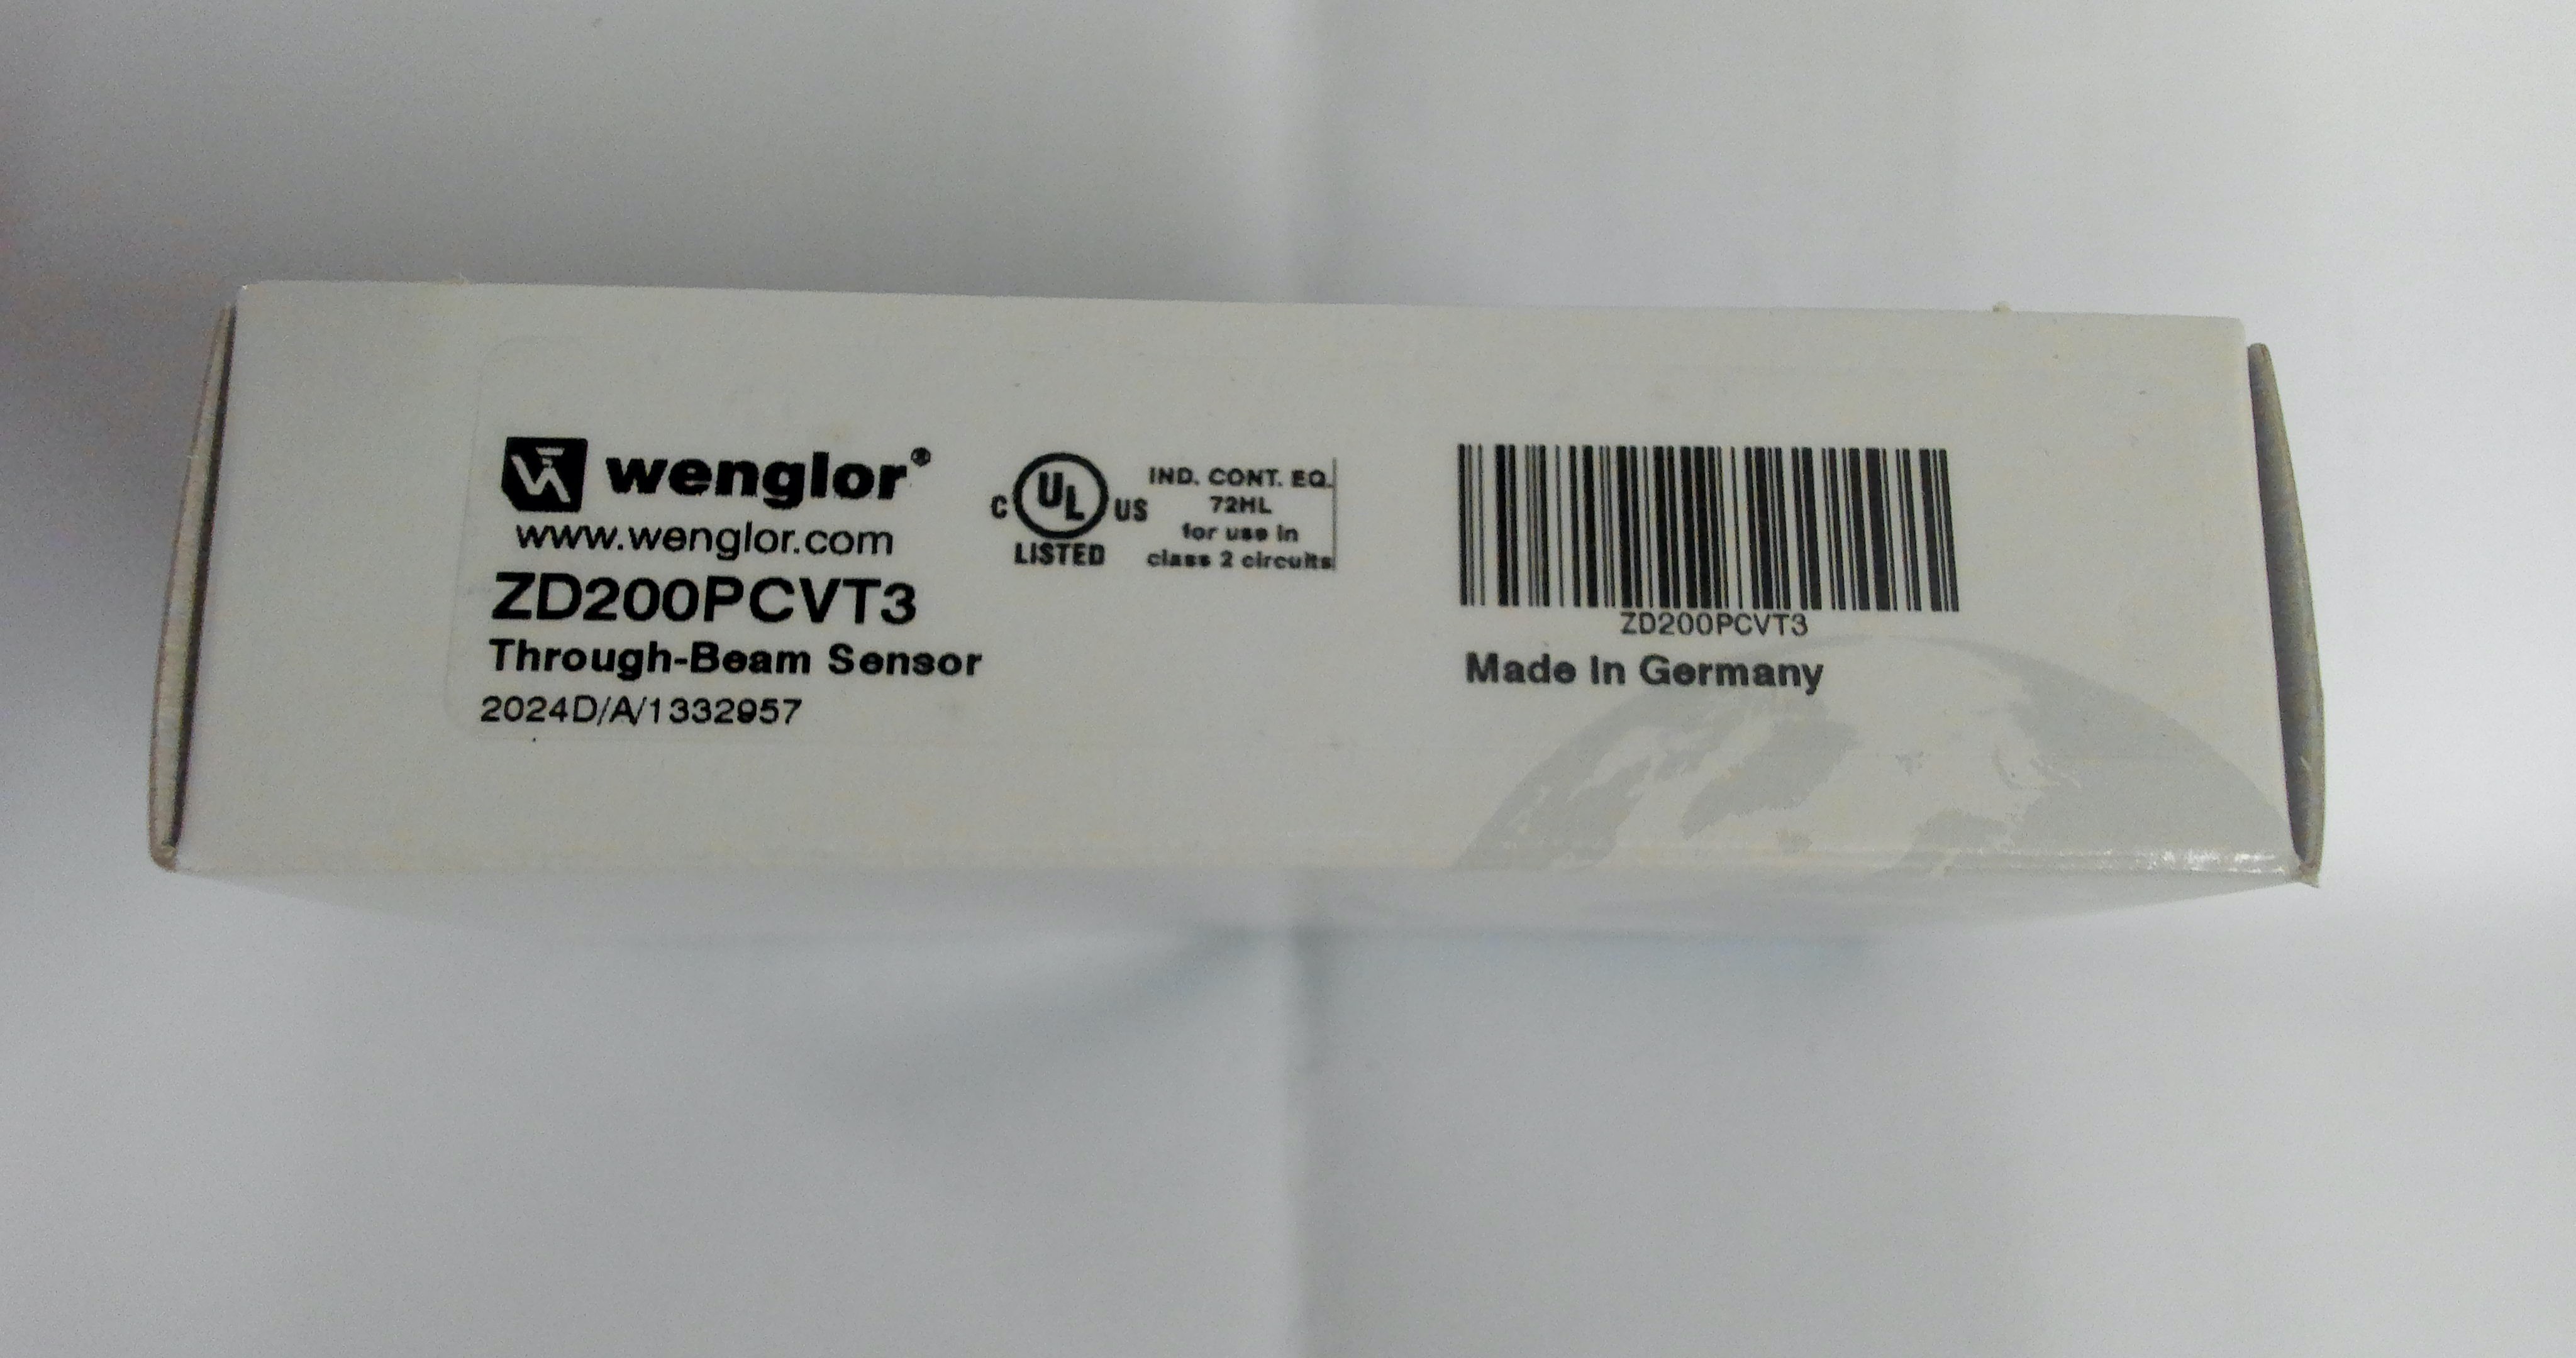 wenglor®
www.wenglor.com
ZD200PCVT3
Through-Beam Sensor
2024D/A/1332957
C UL US
LISTED
IND. CONT. EQ.
72HL
for use in
class 2 circuits
ZD200PCVT3
Made In Germany